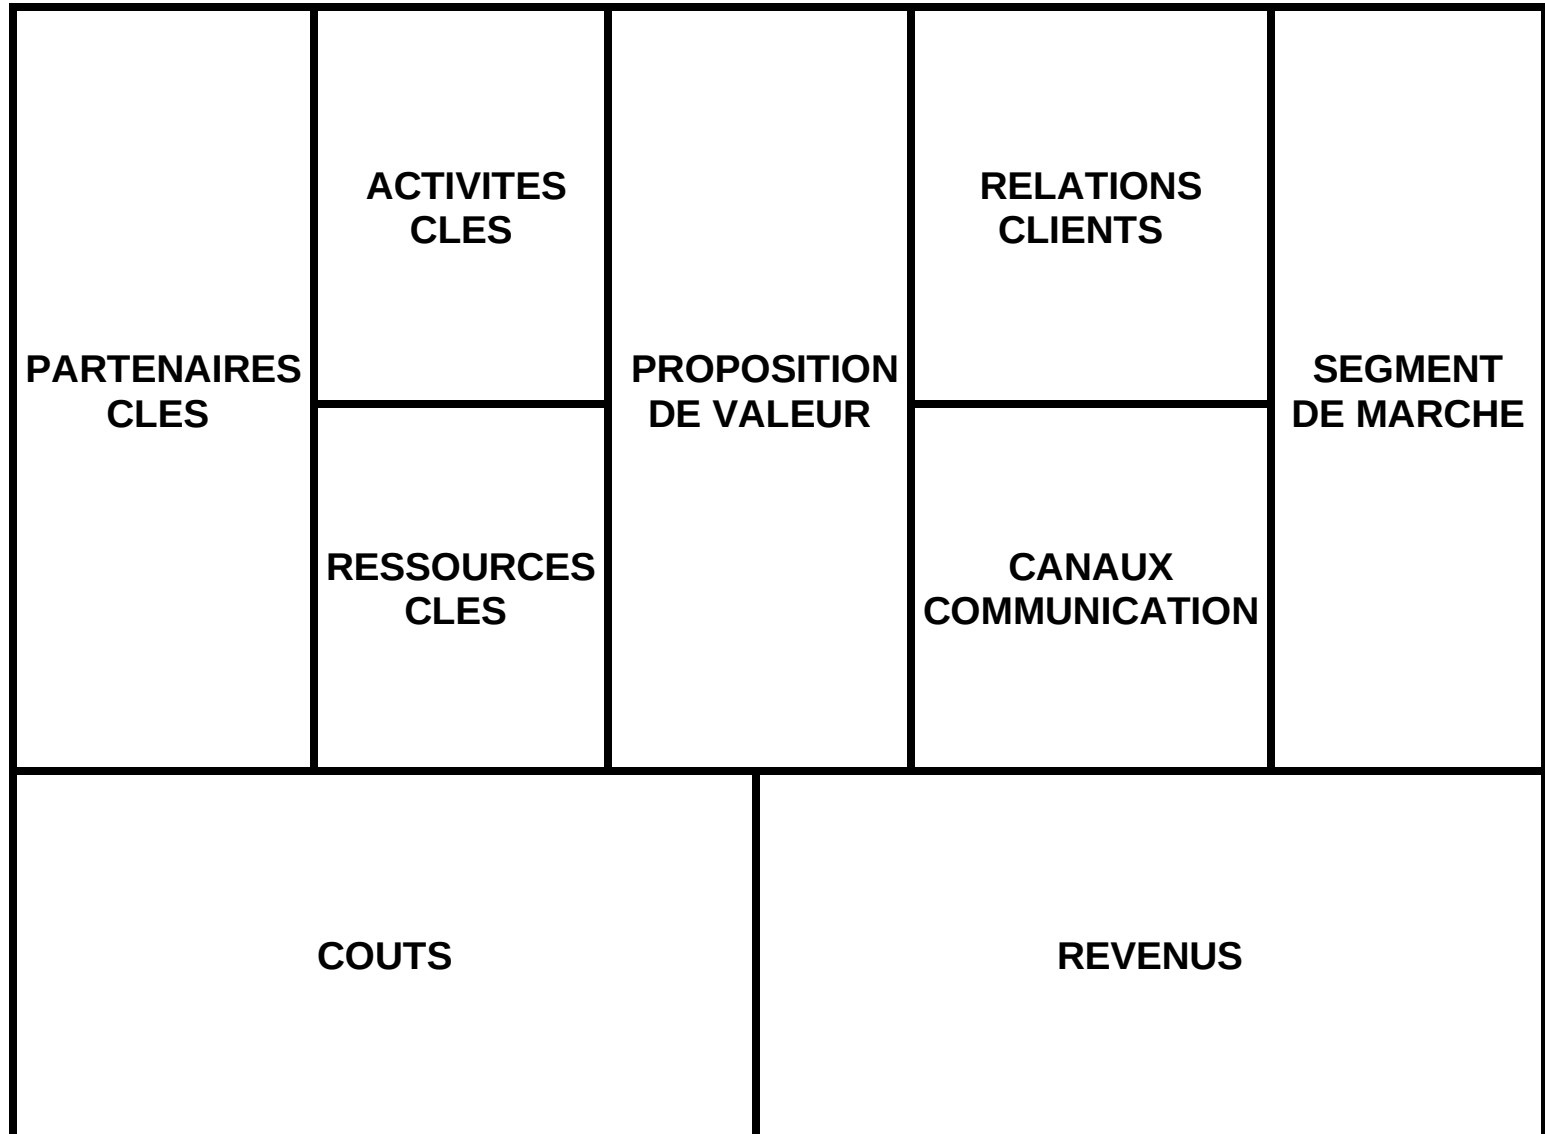 ACTIVITES
CLES
RELATIONS
CLIENTS
PARTENAIRES
CLES
PROPOSITION
DE VALEUR
SEGMENT
DE MARCHE
RESSOURCES
CLES
CANAUX
COMMUNICATION
COUTS
REVENUS